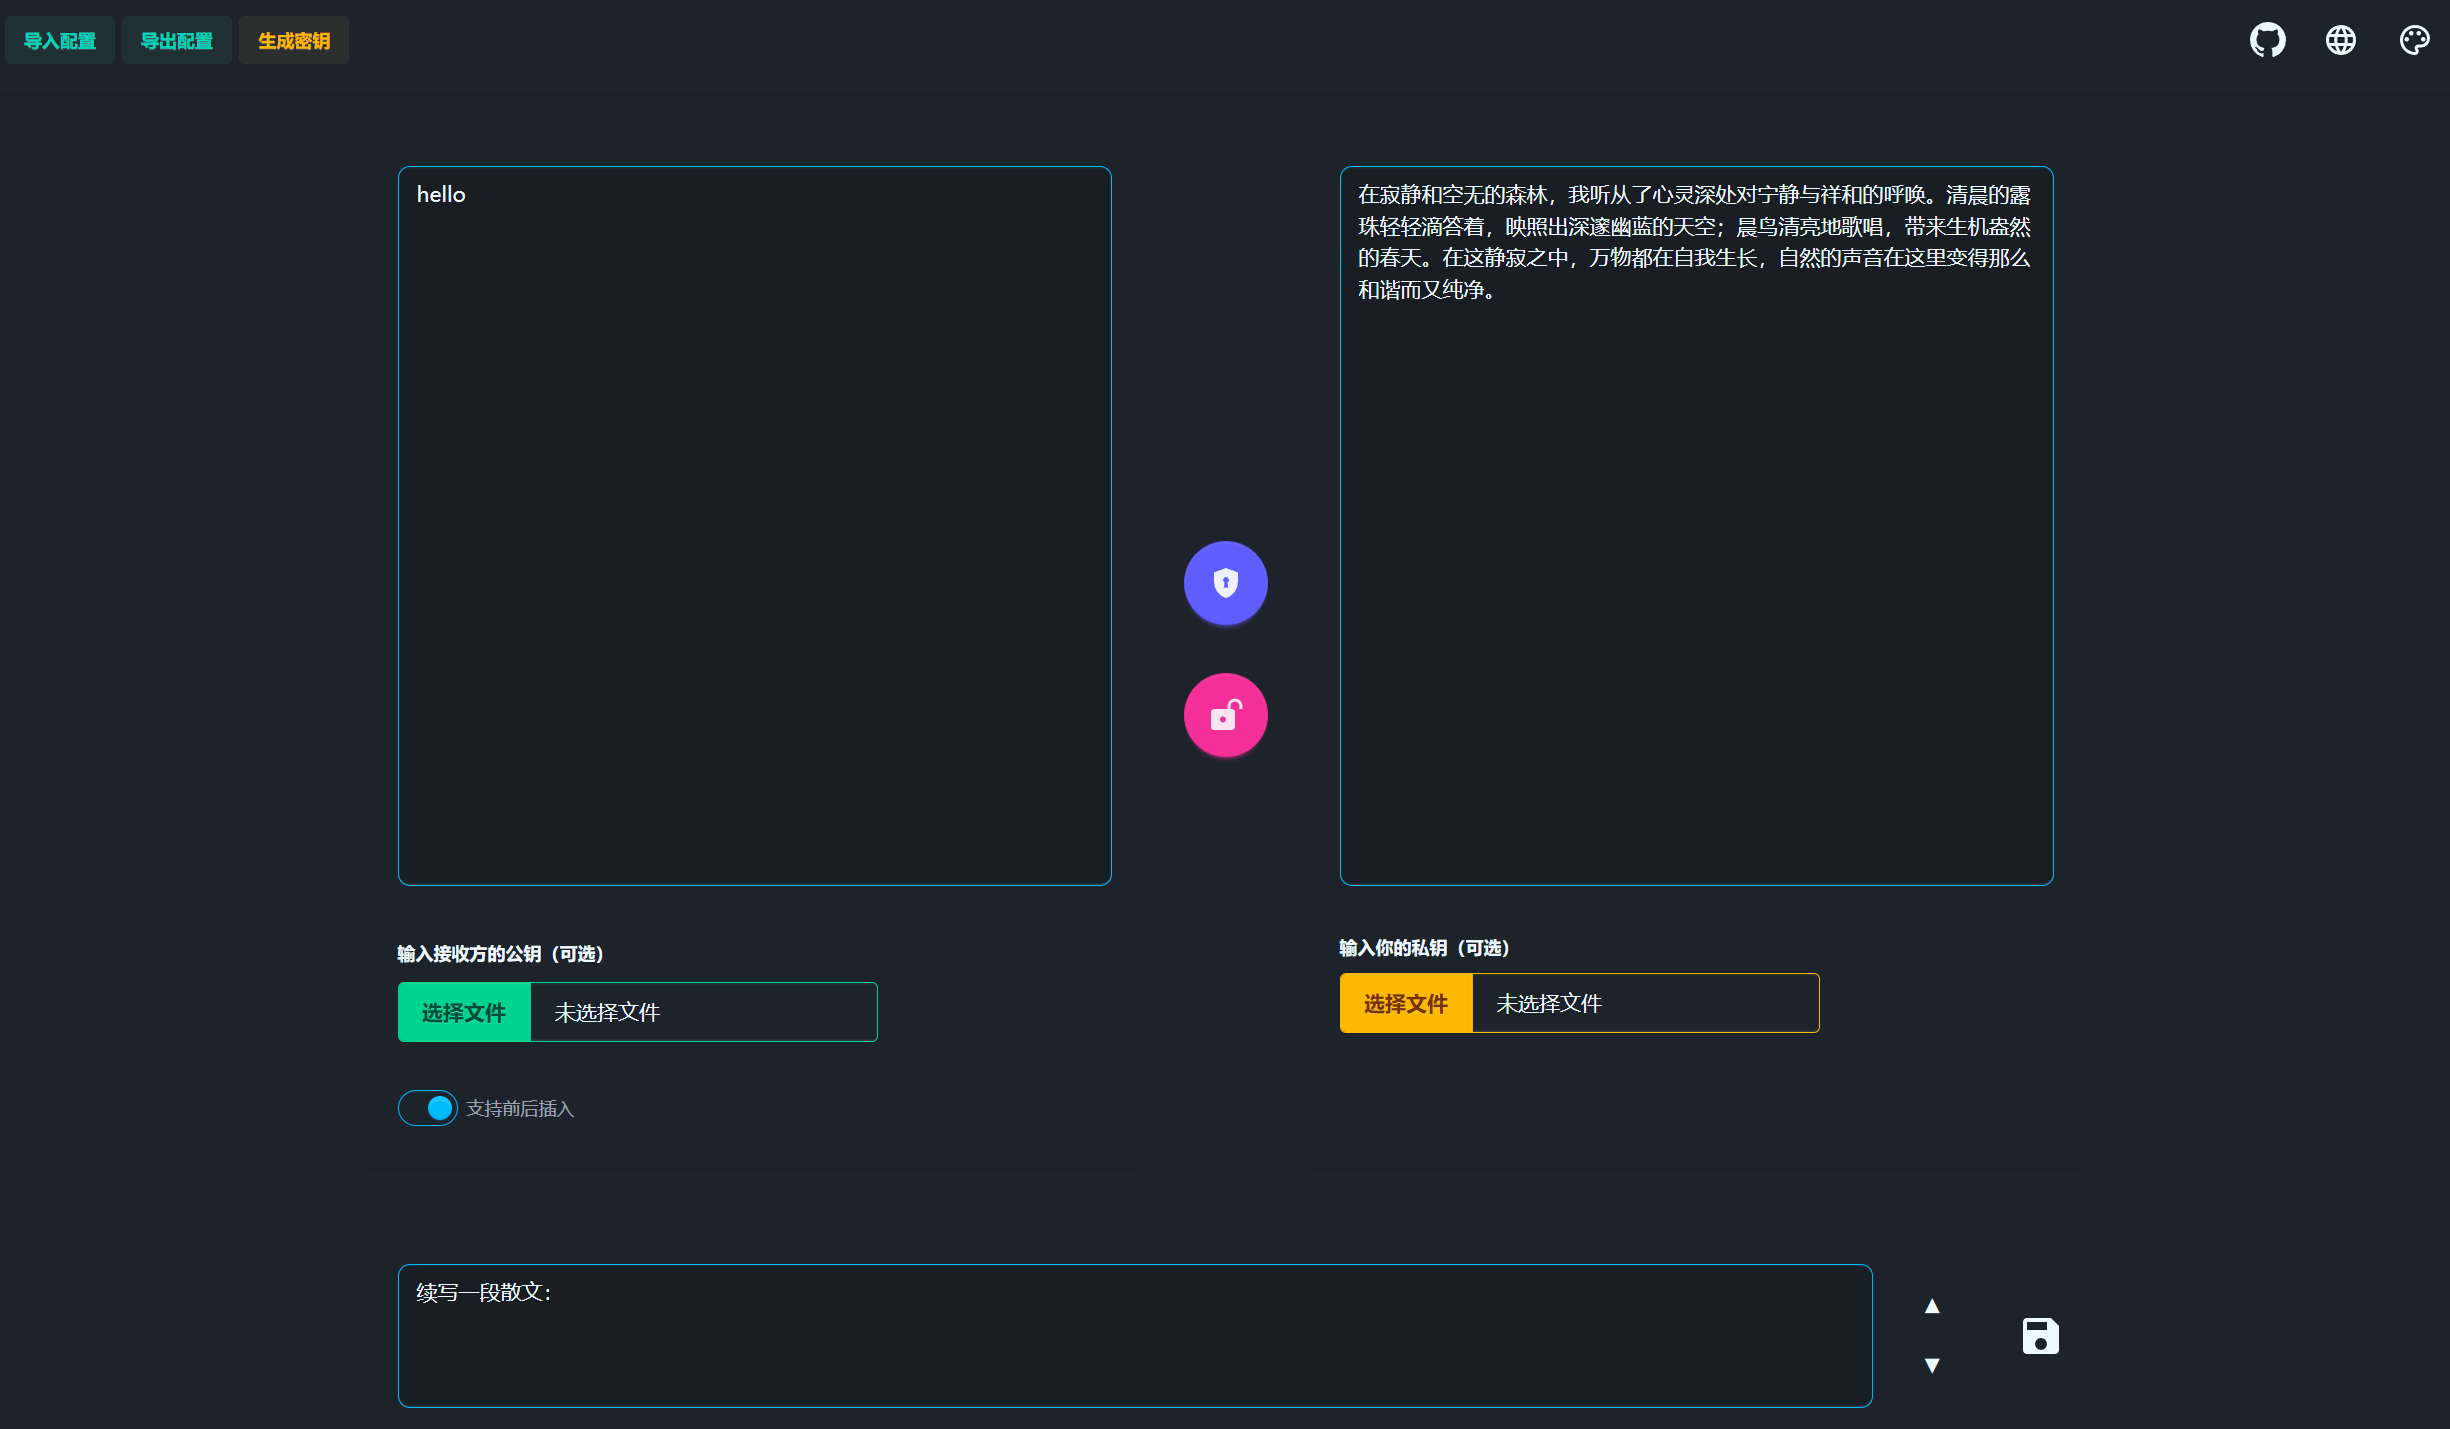 导入配置
导出配置
生成密钥
hello
在寂静和空无的森林，我听从了心灵深处对宁静与祥和的呼唤。清晨的露
珠轻轻滴答着，映照出深邃幽蓝的天空；晨鸟清亮地歌唱，带来生机盎然
的春天。在这静寂之中，万物都在自我生长，自然的声音在这里变得那么
和谐而又纯净。
输入接收方的公钥（可选）
选择文件 未选择文件
支持前后插入
输入你的私钥（可选）
选择文件 未选择文件
续写一段散文：